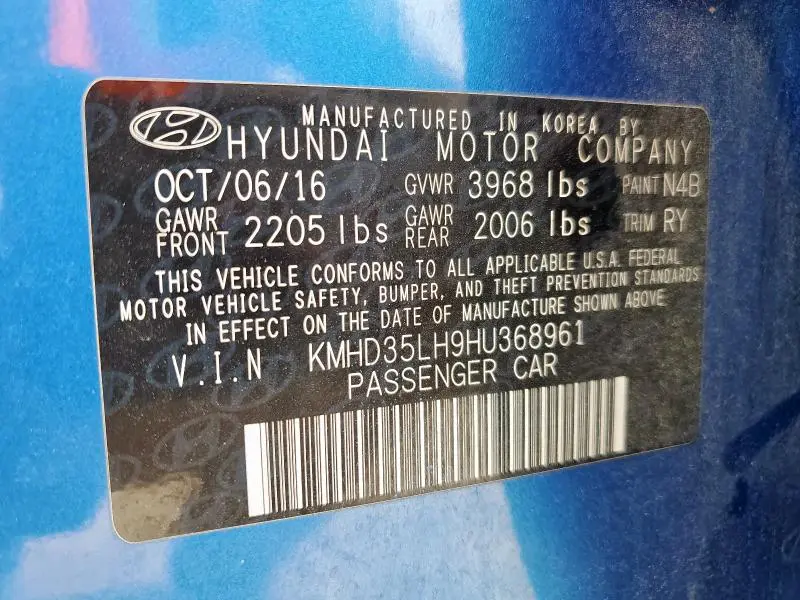 MANUFACTURED IN KOREA BY
HYUNDAI MOTOR COMPANY
OCT/06/16 GVWR 3968 lbs PAINT N4B
GAWR FRONT 2205 lbs GAWR REAR 2006 lbs TRIM RY
THIS VEHICLE CONFORMS TO ALL APPLICABLE U.S.A. FEDERAL
MOTOR VEHICLE SAFETY, BUMPER, AND THEFT PREVENTION STANDARDS
IN EFFECT ON THE DATE OF MANUFACTURE SHOWN ABOVE
V.I.N KMHD35LH9HU368961
PASSENGER CAR